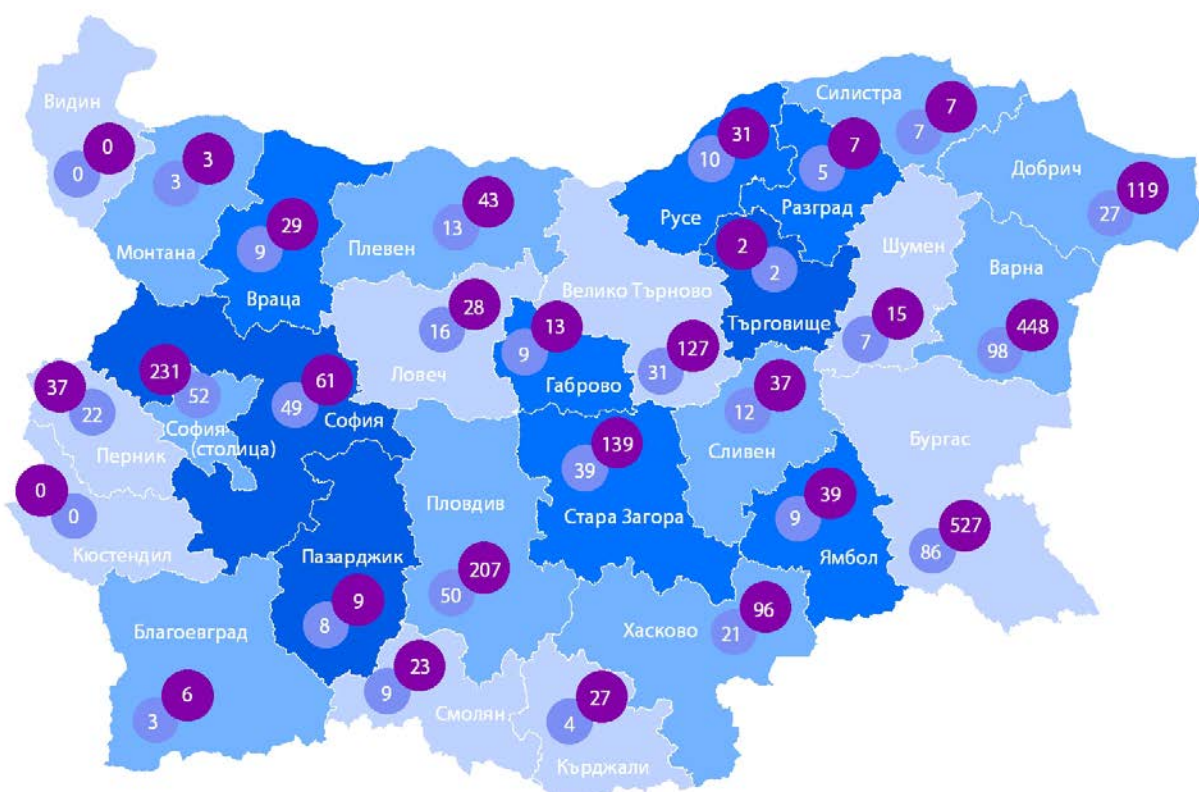 Видин
0
0
3
3
Монтана
29
9
Враца
43
13
Плевен
28
16
Ловеч
Велико Търново
127
31
13
9
Габрово
31
10
Русе
7
5
Разград
Силистра
7
7
Добрич
119
27
2
2
Търговище
Шумен
15
7
Варна
448
98
231
52
София
(столица)
61
49
София
37
22
Перник
0
0
Кюстендил
Благоевград
6
3
Пазарджик
9
8
Пловдив
207
50
139
39
Стара Загора
37
12
Сливен
39
9
Ямбол
Бургас
527
86
Хасково
96
21
23
9
Смолян
27
4
Кърджали